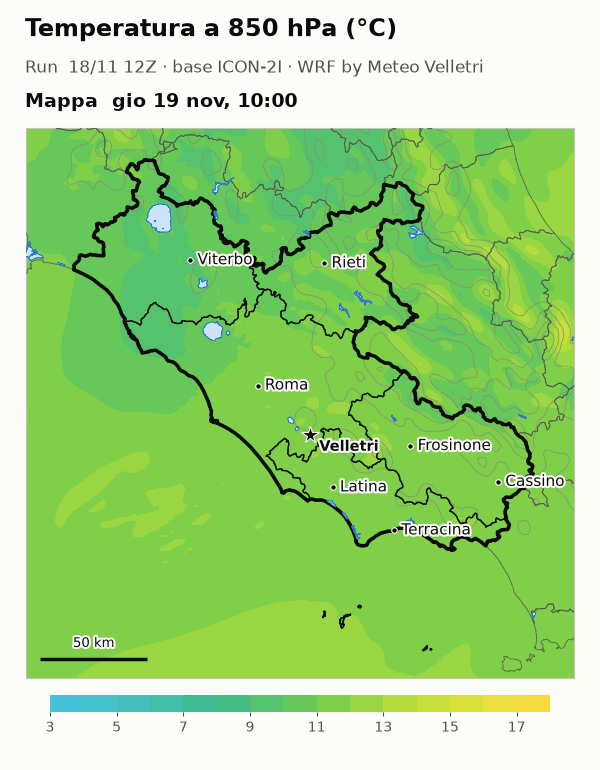 Temperatura a 850 hPa (°C)
Run  18/11 12Z · base ICON-2I · WRF by Meteo Velletri
Mappa  gio 19 nov, 10:00
Viterbo
Rieti
Roma
Velletri
Frosinone
Latina
Cassino
Terracina
50 km
3 5 7 9 11 13 15 17